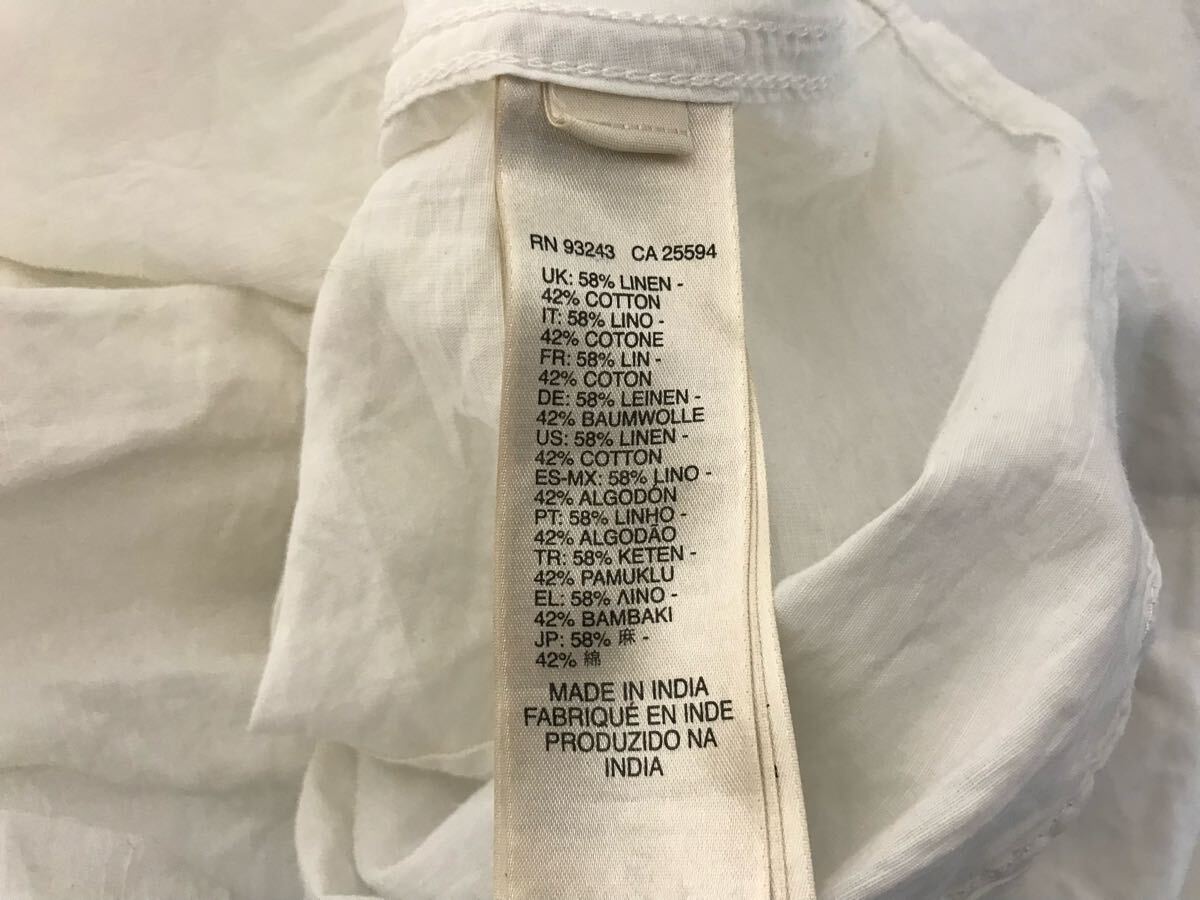 RN 93243 CA 25594
UK: 58% LINEN -
42% COTTON
IT: 58% LINO -
42% COTONE
FR: 58% LIN -
42% COTON
DE: 58% LEINEN -
42% BAUMWOLLE
US: 58% LINEN -
42% COTTON
ES-MX: 58% LINO -
42% ALGODÓN
PT: 58% LINHO -
42% ALGODÃO
TR: 58% KETEN -
42% PAMUKLU
EL: 58% ΛΙΝΟ -
42% ΒΑΜΒΑΚΙ
JP: 58% 麻 -
42% 綿
MADE IN INDIA
FABRIQUÉ EN INDE
PRODUZIDO NA
INDIA